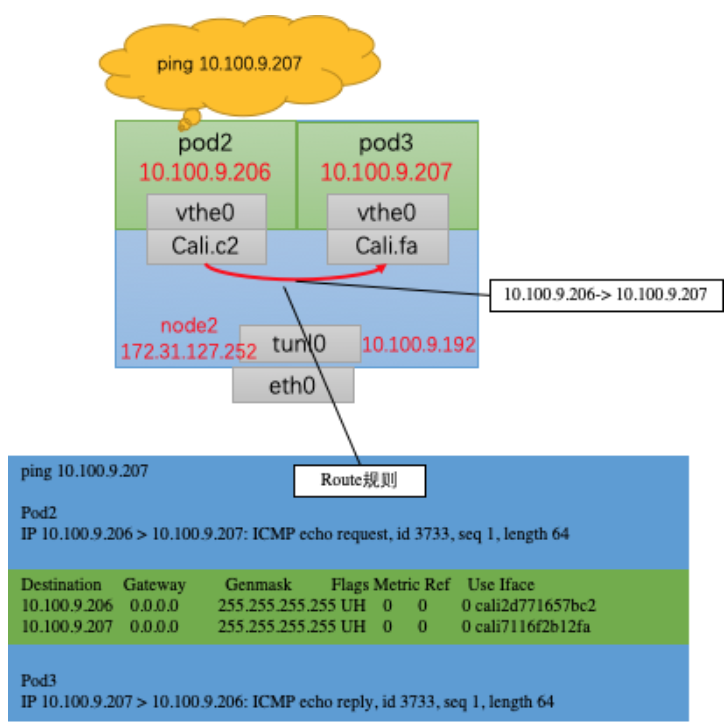 ping 10.100.9.207
pod2
10.100.9.206
pod3
10.100.9.207
vthe0
Cali.c2
vthe0
Cali.fa
10.100.9.206-> 10.100.9.207
node2
172.31.127.252
tunl0
10.100.9.192
eth0
ping 10.100.9.207
Route规则
Pod2
IP 10.100.9.206 > 10.100.9.207: ICMP echo request, id 3733, seq 1, length 64
Destination Gateway Genmask Flags Metric Ref Use Iface
10.100.9.206 0.0.0.0 255.255.255.255 UH 0 0 0 cali2d771657bc2
10.100.9.207 0.0.0.0 255.255.255.255 UH 0 0 0 cali7116f2b12fa
Pod3
IP 10.100.9.207 > 10.100.9.206: ICMP echo reply, id 3733, seq 1, length 64